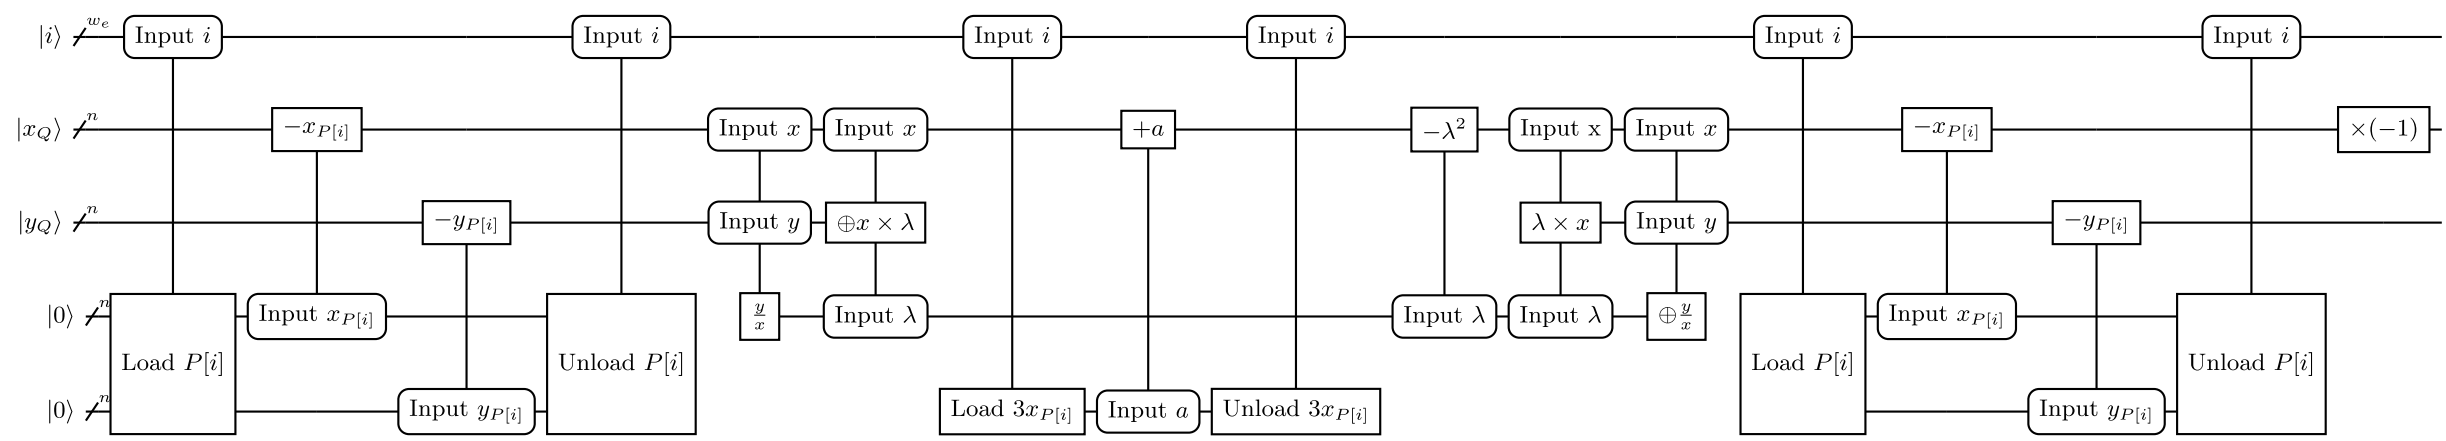 |i⟩ w_e Input i Input i Input i Input i Input i Input i
|x_Q⟩ n −x_{P[i]} Input x Input x +a −λ² Input x Input x −x_{P[i]} ×(−1)
|y_Q⟩ n −y_{P[i]} Input y ⊕x × λ λ × x Input y −y_{P[i]}
|0⟩ n Input x_{P[i]} y/x Input λ Input λ Input λ ⊕y/x Input x_{P[i]}
Load P[i] Unload P[i] Load P[i] Unload P[i]
|0⟩ n Input y_{P[i]} Load 3x_{P[i]} Input a Unload 3x_{P[i]} Input y_{P[i]}